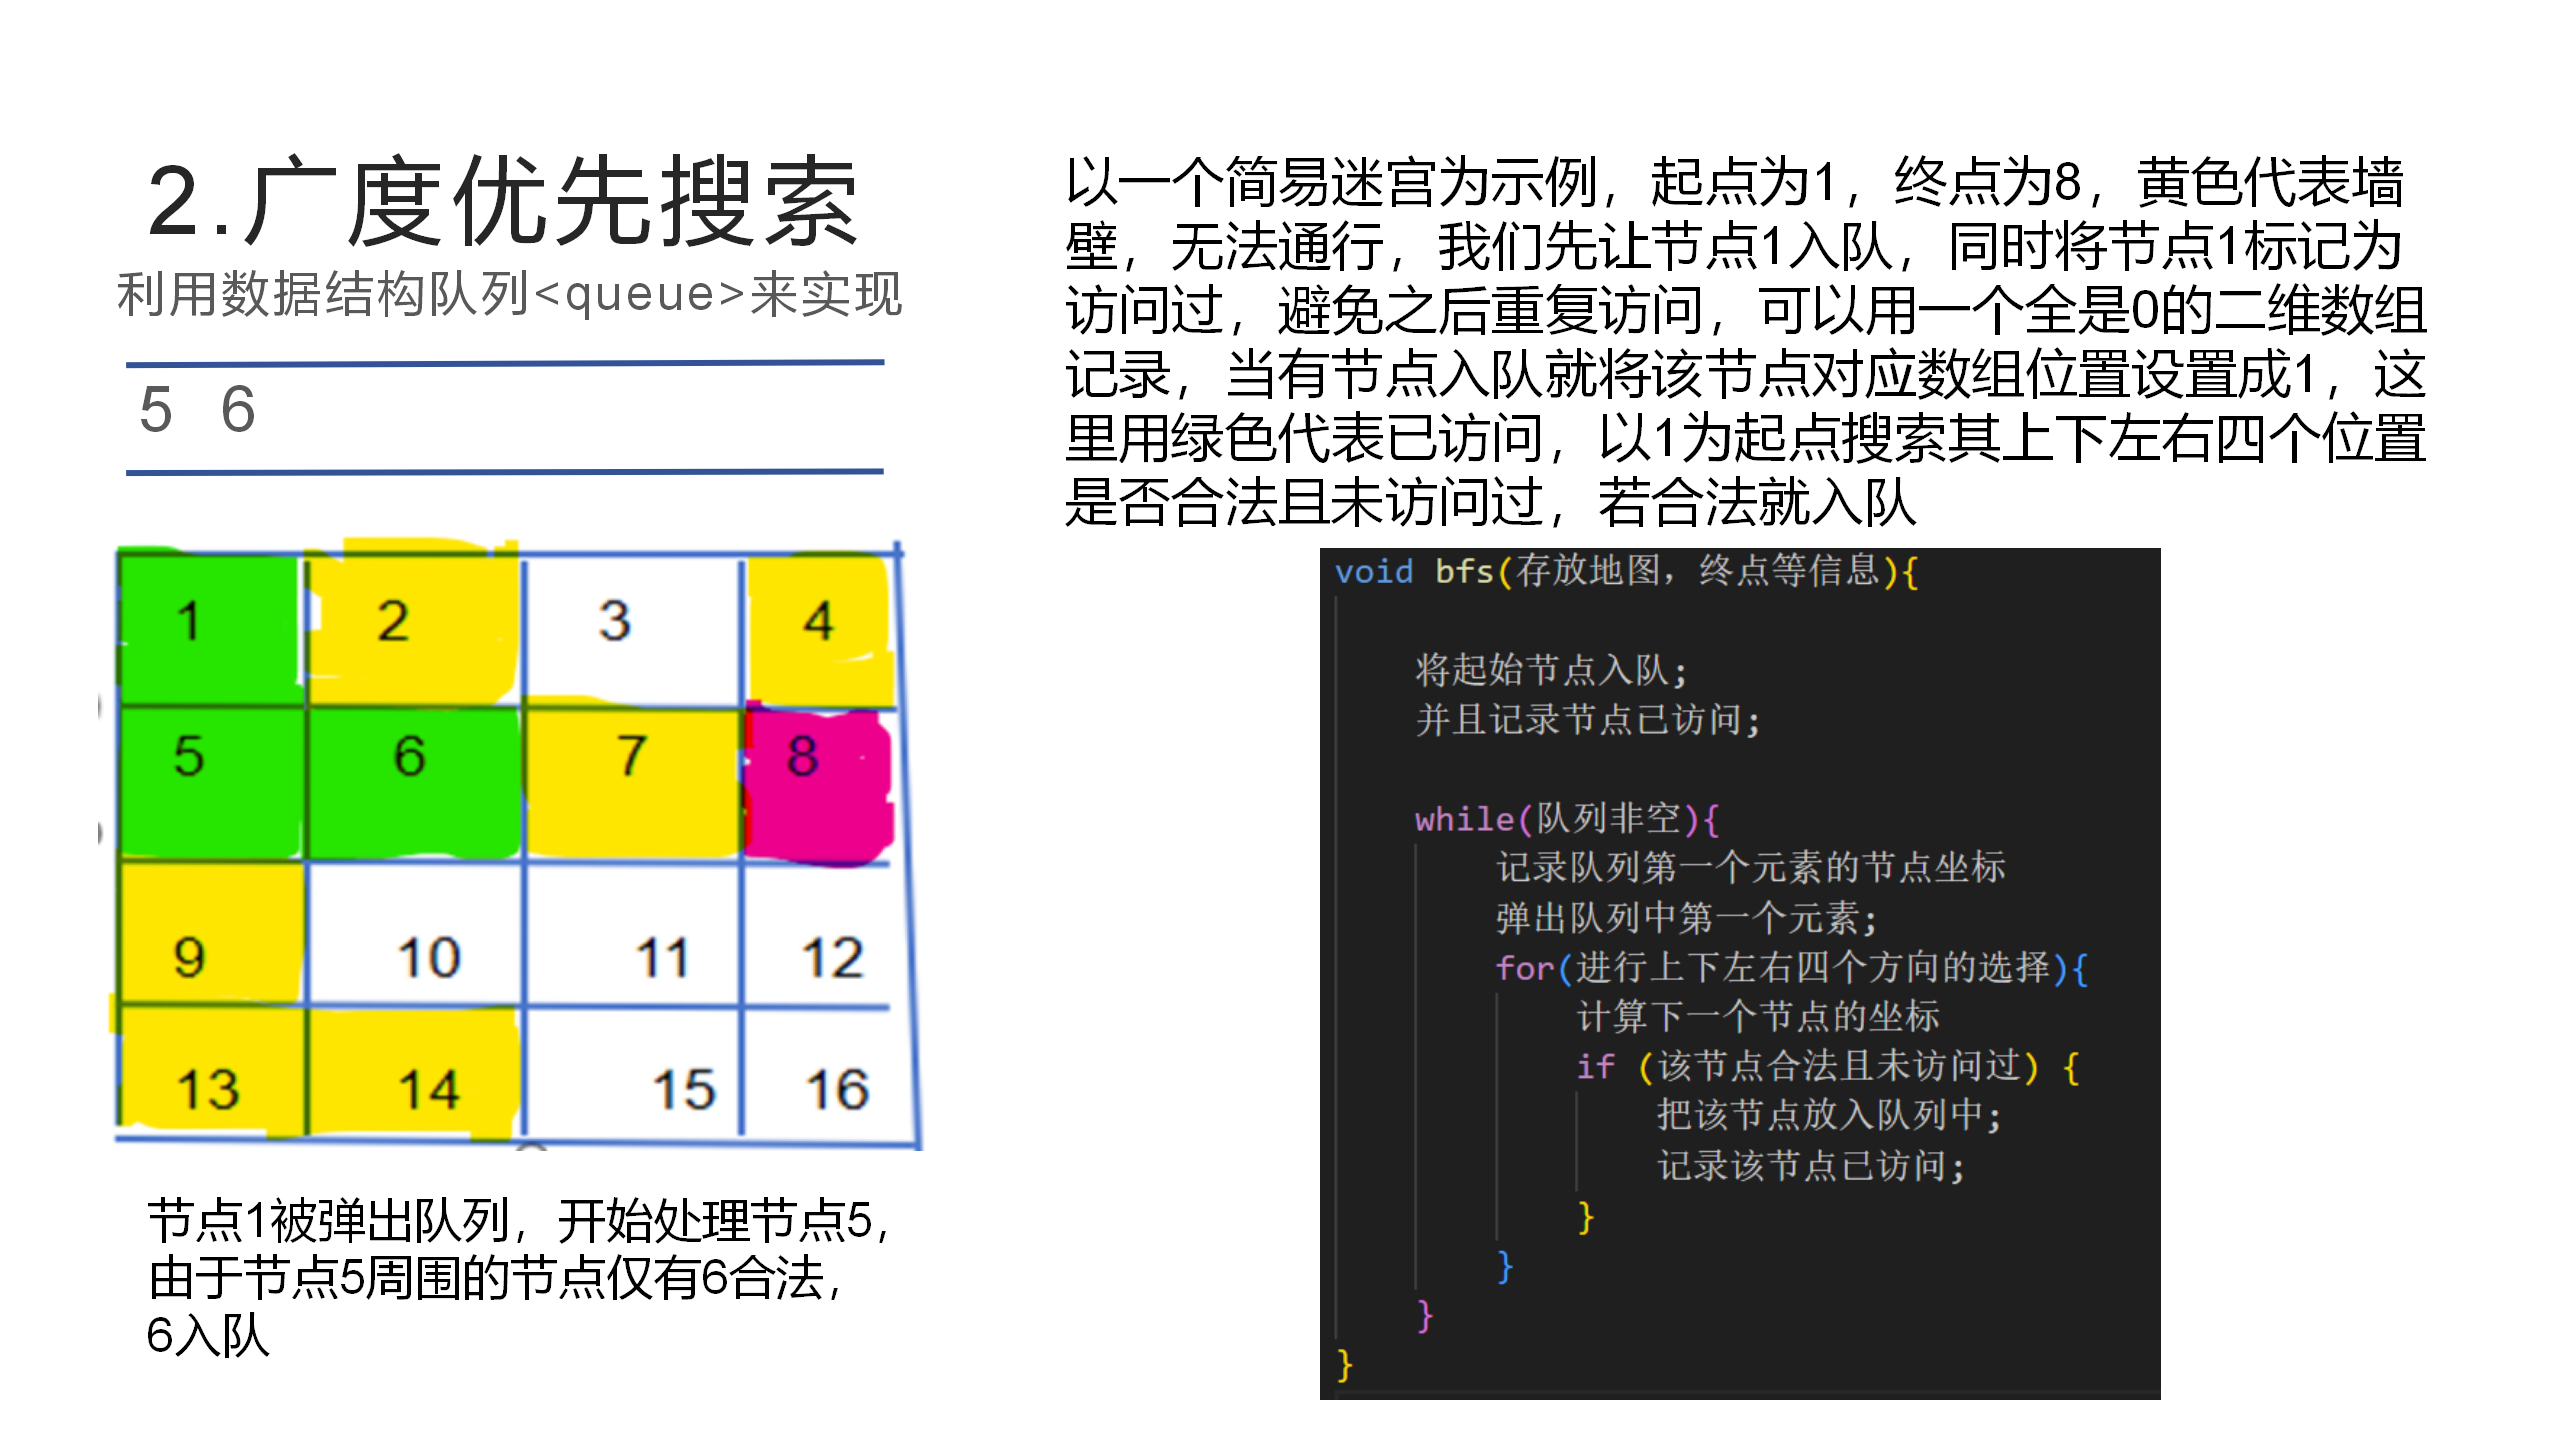 2.广度优先搜索
利用数据结构队列<queue>来实现
5 6
1 2 3 4
5 6 7 8
9 10 11 12
13 14 15 16
节点1被弹出队列，开始处理节点5，
由于节点5周围的节点仅有6合法，
6入队
以一个简易迷宫为示例，起点为1，终点为8，黄色代表墙
壁，无法通行，我们先让节点1入队，同时将节点1标记为
访问过，避免之后重复访问，可以用一个全是0的二维数组
记录，当有节点入队就将该节点对应数组位置设置成1，这
里用绿色代表已访问，以1为起点搜索其上下左右四个位置
是否合法且未访问过，若合法就入队
void bfs(存放地图，终点等信息){
将起始节点入队;
并且记录节点已访问;
while(队列非空){
记录队列第一个元素的节点坐标
弹出队列中第一个元素;
for(进行上下左右四个方向的选择){
计算下一个节点的坐标
if (该节点合法且未访问过) {
把该节点放入队列中;
记录该节点已访问;
}
}
}
}